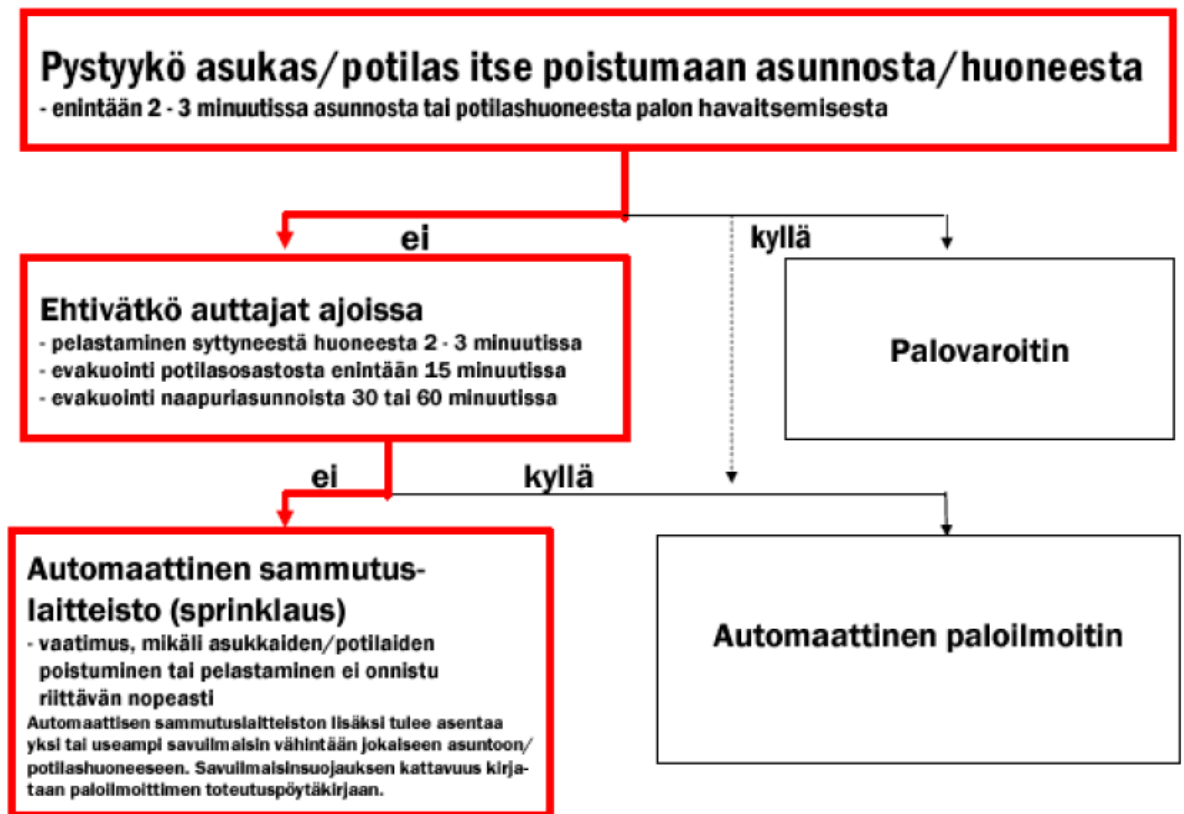 Pystyykö asukas/potilas itse poistumaan asunnosta/huoneesta
- enintään 2 - 3 minuutissa asunnosta tai potilashuoneesta palon havaitsemisesta
ei
kyllä
Ehtivätkö auttajat ajoissa
- pelastaminen syttyneestä huoneesta 2 - 3 minuutissa
- evakuointi potilasosastosta enintään 15 minuutissa
- evakuointi naapuriasunnoista 30 tai 60 minuutissa
Palovaroitin
ei
kyllä
Automaattinen sammutus-
laitteisto (sprinklaus)
- vaatimus, mikäli asukkaiden/potilaiden
poistuminen tai pelastaminen ei onnistu
riittävän nopeasti
Automaattisen sammutuslaitteiston lisäksi tulee asentaa
yksi tai useampi savuilmaisin vähintään jokaiseen asuntoon/
potilashuoneeseen. Savuilmaisinsuojauksen kattavuus kirja-
taan paloilmoittimen toteutuspöytäkirjaan.
Automaattinen paloilmoitin